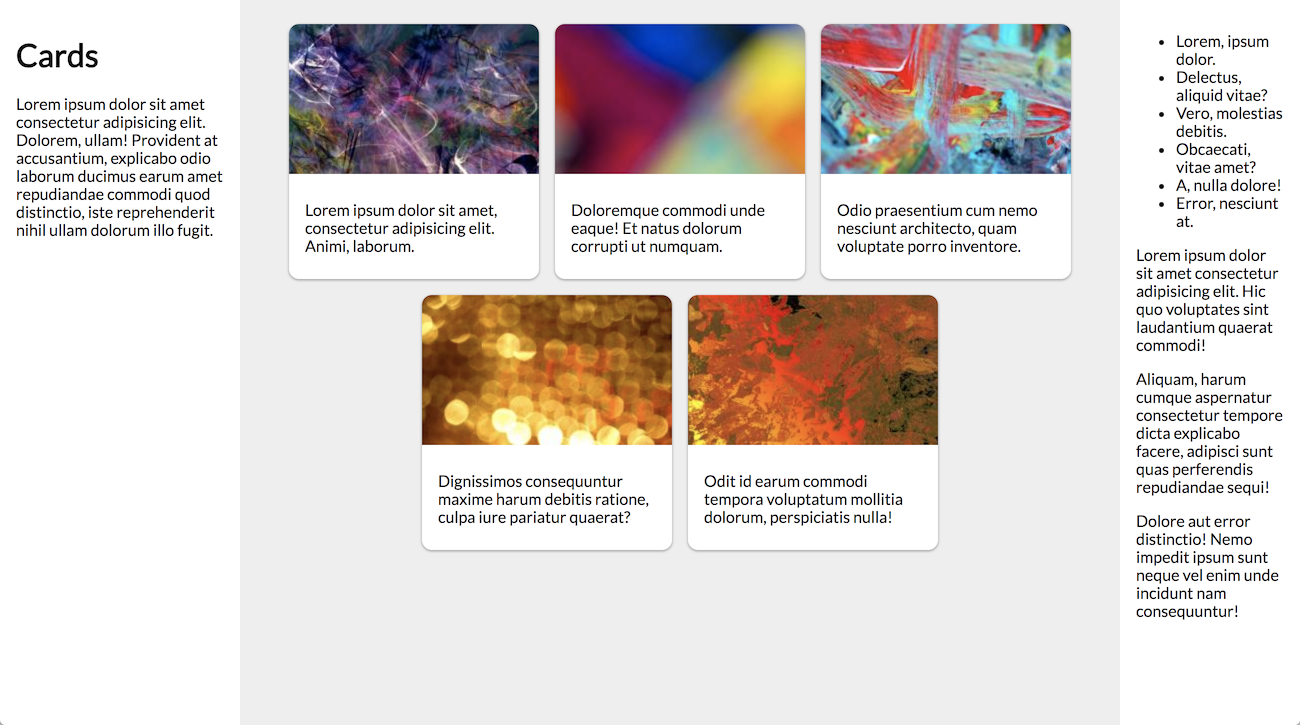 Cards
Lorem ipsum dolor sit amet
consectetur adipisicing elit.
Dolorem, ullam! Provident at
accusantium, explicabo odio
laborum ducimus earum amet
repudiandae commodi quod
distinctio, iste reprehenderit
nihil ullam dolorum illo fugit.
Lorem ipsum dolor sit amet,
consectetur adipisicing elit.
Animi, laborum.
Doloremque commodi unde
eaque! Et natus dolorum
corrupti ut numquam.
Odio praesentium cum nemo
nesciunt architecto, quam
voluptate porro inventore.
Dignissimos consequuntur
maxime harum debitis ratione,
culpa iure pariatur quaerat?
Odit id earum commodi
tempora voluptatum mollitia
dolorum, perspiciatis nulla!
• Lorem, ipsum
dolor.
• Delectus,
aliquid vitae?
• Vero, molestias
debitis.
• Obcaecati,
vitae amet?
• A, nulla dolore!
• Error, nesciunt
at.
Lorem ipsum dolor
sit amet consectetur
adipisicing elit. Hic
quo voluptates sint
laudantium quaerat
commodi!
Aliquam, harum
cumque aspernatur
consectetur tempore
dicta explicabo
facere, adipisci sunt
quas perferendis
repudiandae sequi!
Dolore aut error
distinctio! Nemo
impedit ipsum sunt
neque vel enim unde
incidunt nam
consequuntur!